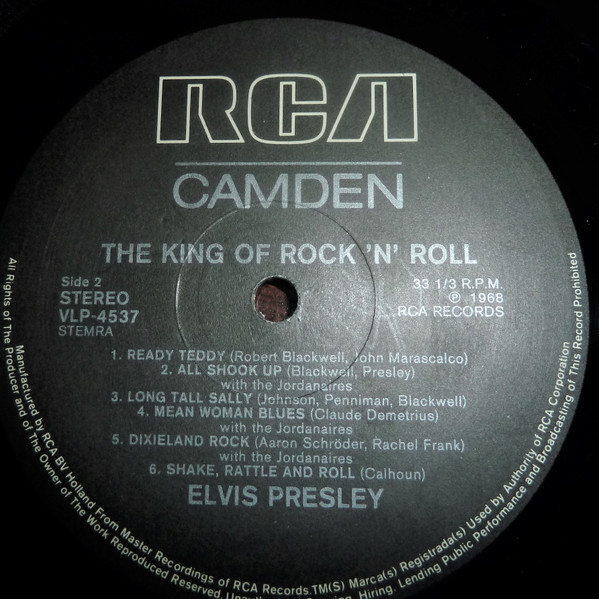 RCA
CAMDEN
THE KING OF ROCK 'N' ROLL
Side 2
STEREO
VLP-4537
STEMRA
33 1/3 R.P.M.
℗ 1968
RCA RECORDS
1. READY TEDDY (Robert Blackwell, John Marascalco)
2. ALL SHOOK UP (Blackwell, Presley)
with the Jordanaires
3. LONG TALL SALLY (Johnson, Penniman, Blackwell)
4. MEAN WOMAN BLUES (Claude Demetrius)
with the Jordanaires
5. DIXIELAND ROCK (Aaron Schröder, Rachel Frank)
with the Jordanaires
6. SHAKE, RATTLE AND ROLL (Calhoun)
ELVIS PRESLEY
Manufactured by RCA BV Holland From Master Recordings of RCA Records.TM(S) Marca(s) Registrada(s) Used by Authority of RCA Corporation
All Rights of The Producer and of The Owner of The Work Reproduced Reserved. Hiring, Lending Public Performance and Broadcasting of This Record Prohibited